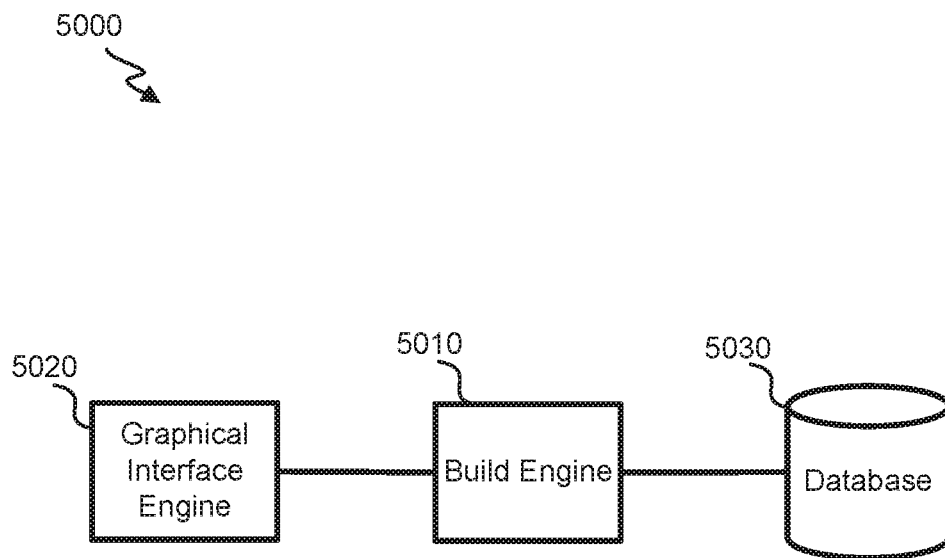 5000
5020
5010
5030
Graphical
Interface
Engine
Build Engine
Database